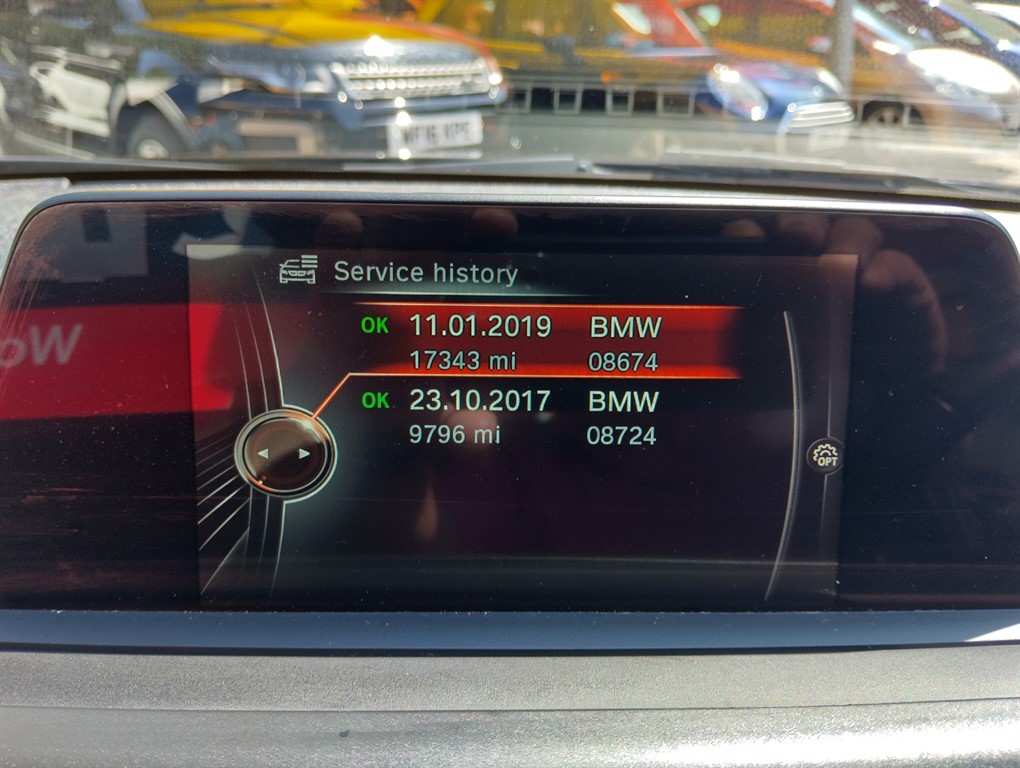 Service history
OK 11.01.2019 BMW
17343 mi 08674
OK 23.10.2017 BMW
9796 mi 08724
OPT